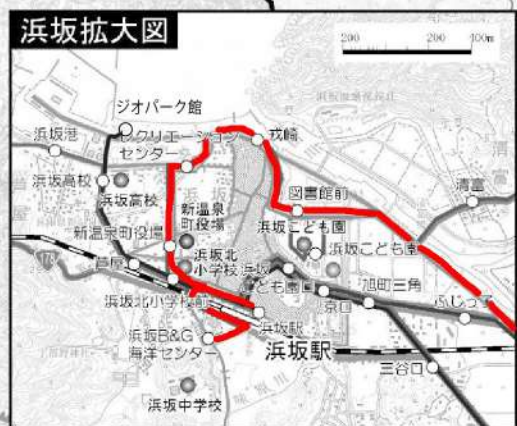 浜坂拡大図
200 200 400m
ジオパーク館
浜坂港
レクリエーション
センター
戎崎
浜坂高校
浜坂高校
図書館前
清富
新温泉
町役場
浜坂こども園
新温泉町役場
浜坂こども園
芦屋
浜坂北
小学校
浜坂
こども園口
旭町三角
浜坂北小学校前
京口
ふじっ子
浜坂駅
178
浜坂B&G
海洋センター
浜坂駅
三谷口
浜坂中学校